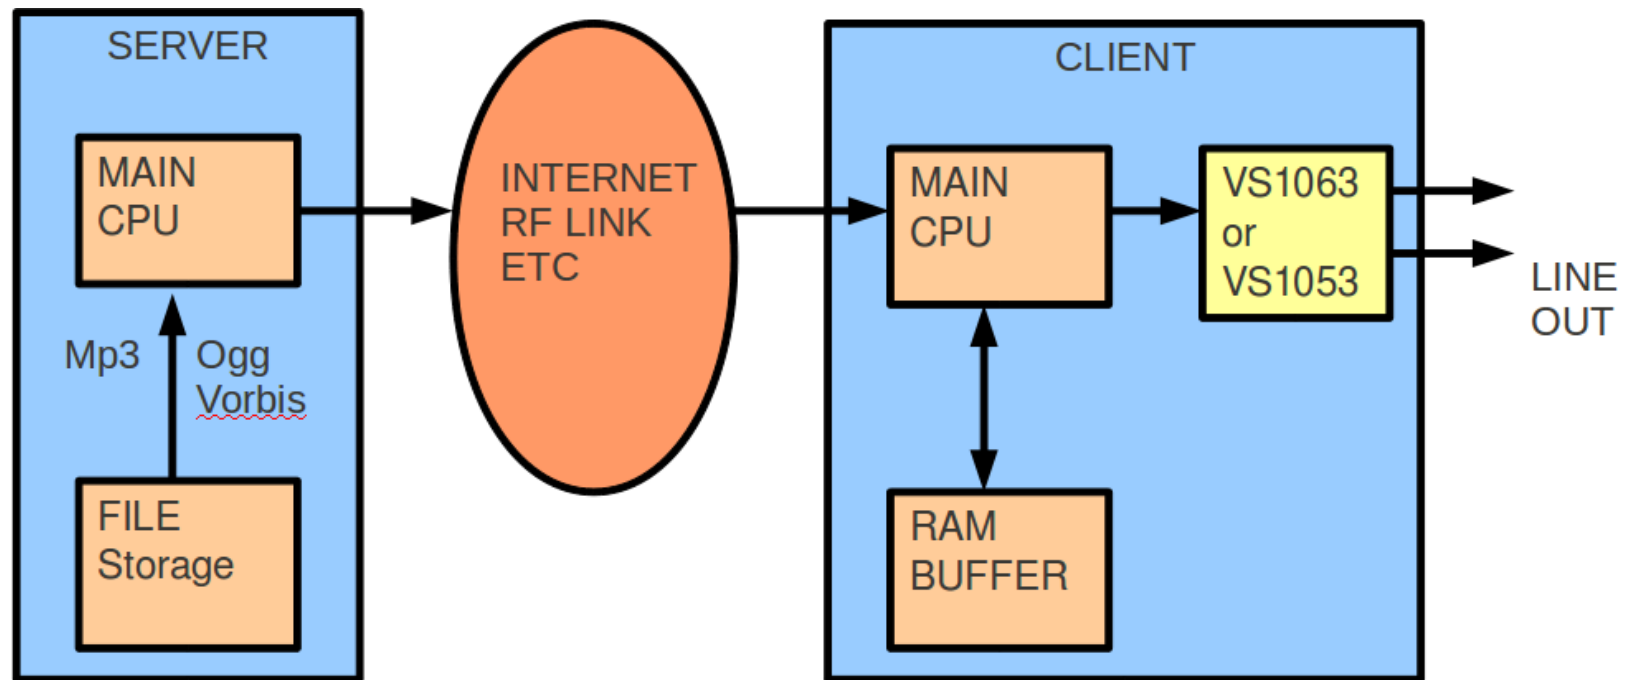 SERVER
MAIN
CPU
Mp3
Ogg
Vorbis
FILE
Storage
INTERNET
RF LINK
ETC
CLIENT
MAIN
CPU
VS1063
or
VS1053
RAM
BUFFER
LINE
OUT